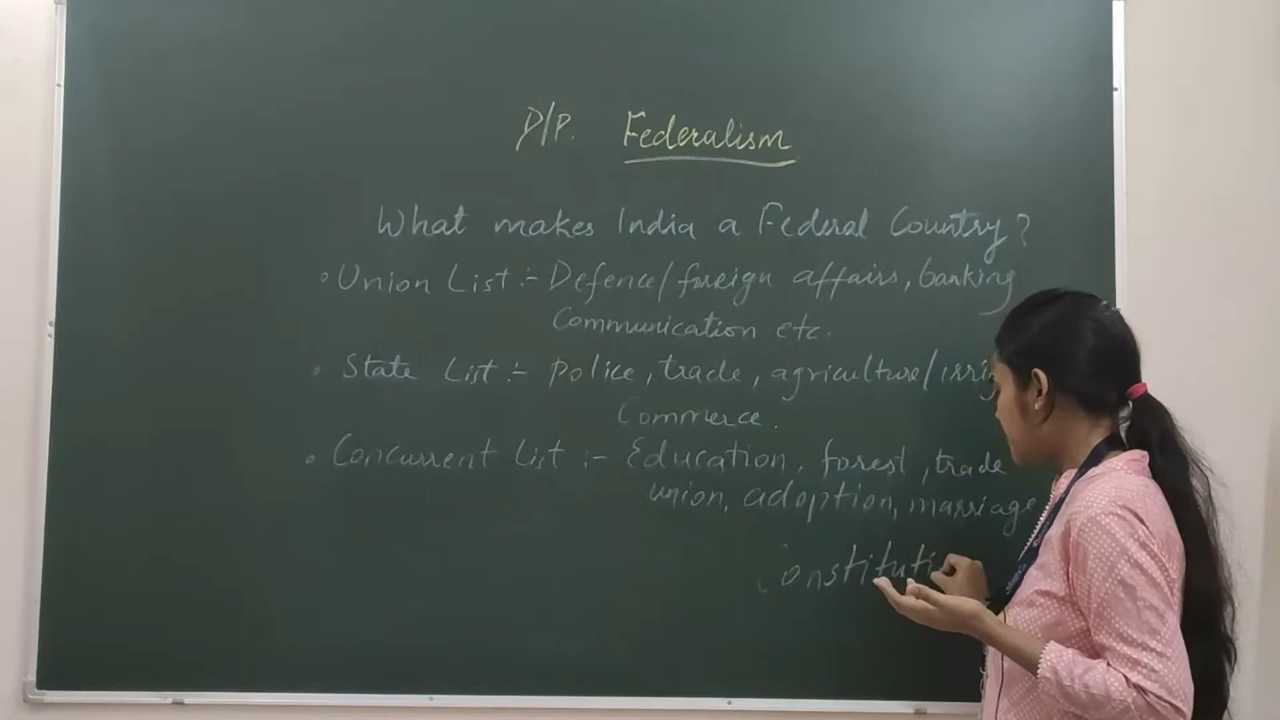 D/P. Federalism
What makes India a Federal Country?
• Union List :- Defence/foreign affairs, banking
Communication etc.
• State List :- Police, trade, agriculture/irrig
Commerce.
• Concurrent List :- Education, forest, trade
union, adoption, marriage
Constituti